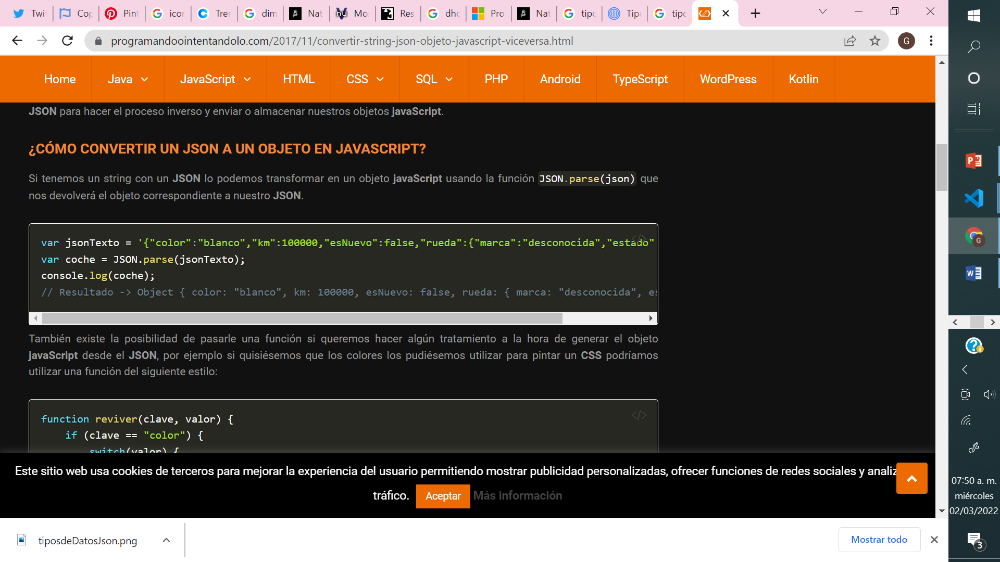 Twit
Cop
Pint
icor
Trer
dim
Nat
Mo
Res
dhc
Pro
Nat
tipo
Tipo
tipo
programandoointentandolo.com/2017/11/convertir-string-json-objeto-javascript-viceversa.html
G
Home Java JavaScript HTML CSS SQL PHP Android TypeScript WordPress Kotlin
JSON para hacer el proceso inverso y enviar o almacenar nuestros objetos javaScript.
¿CÓMO CONVERTIR UN JSON A UN OBJETO EN JAVASCRIPT?
Si tenemos un string con un JSON lo podemos transformar en un objeto javaScript usando la función JSON.parse(json) que
nos devolverá el objeto correspondiente a nuestro JSON.
var jsonTexto = '{"color":"blanco","km":100000,"esNuevo":false,"rueda":{"marca":"desconocida","estado":
var coche = JSON.parse(jsonTexto);
console.log(coche);
// Resultado -> Object { color: "blanco", km: 100000, esNuevo: false, rueda: { marca: "desconocida", es
También existe la posibilidad de pasarle una función si queremos hacer algún tratamiento a la hora de generar el objeto
javaScript desde el JSON, por ejemplo si quisiésemos que los colores los pudiésemos utilizar para pintar un CSS podríamos
utilizar una función del siguiente estilo:
function reviver(clave, valor) {
if (clave == "color") {
switch(valor) {
Este sitio web usa cookies de terceros para mejorar la experiencia del usuario permitiendo mostrar publicidad personalizadas, ofrecer funciones de redes sociales y analiz
tráfico. Aceptar Más información
tiposdeDatosJson.png
Mostrar todo
07:50 a. m.
miércoles
02/03/2022
3